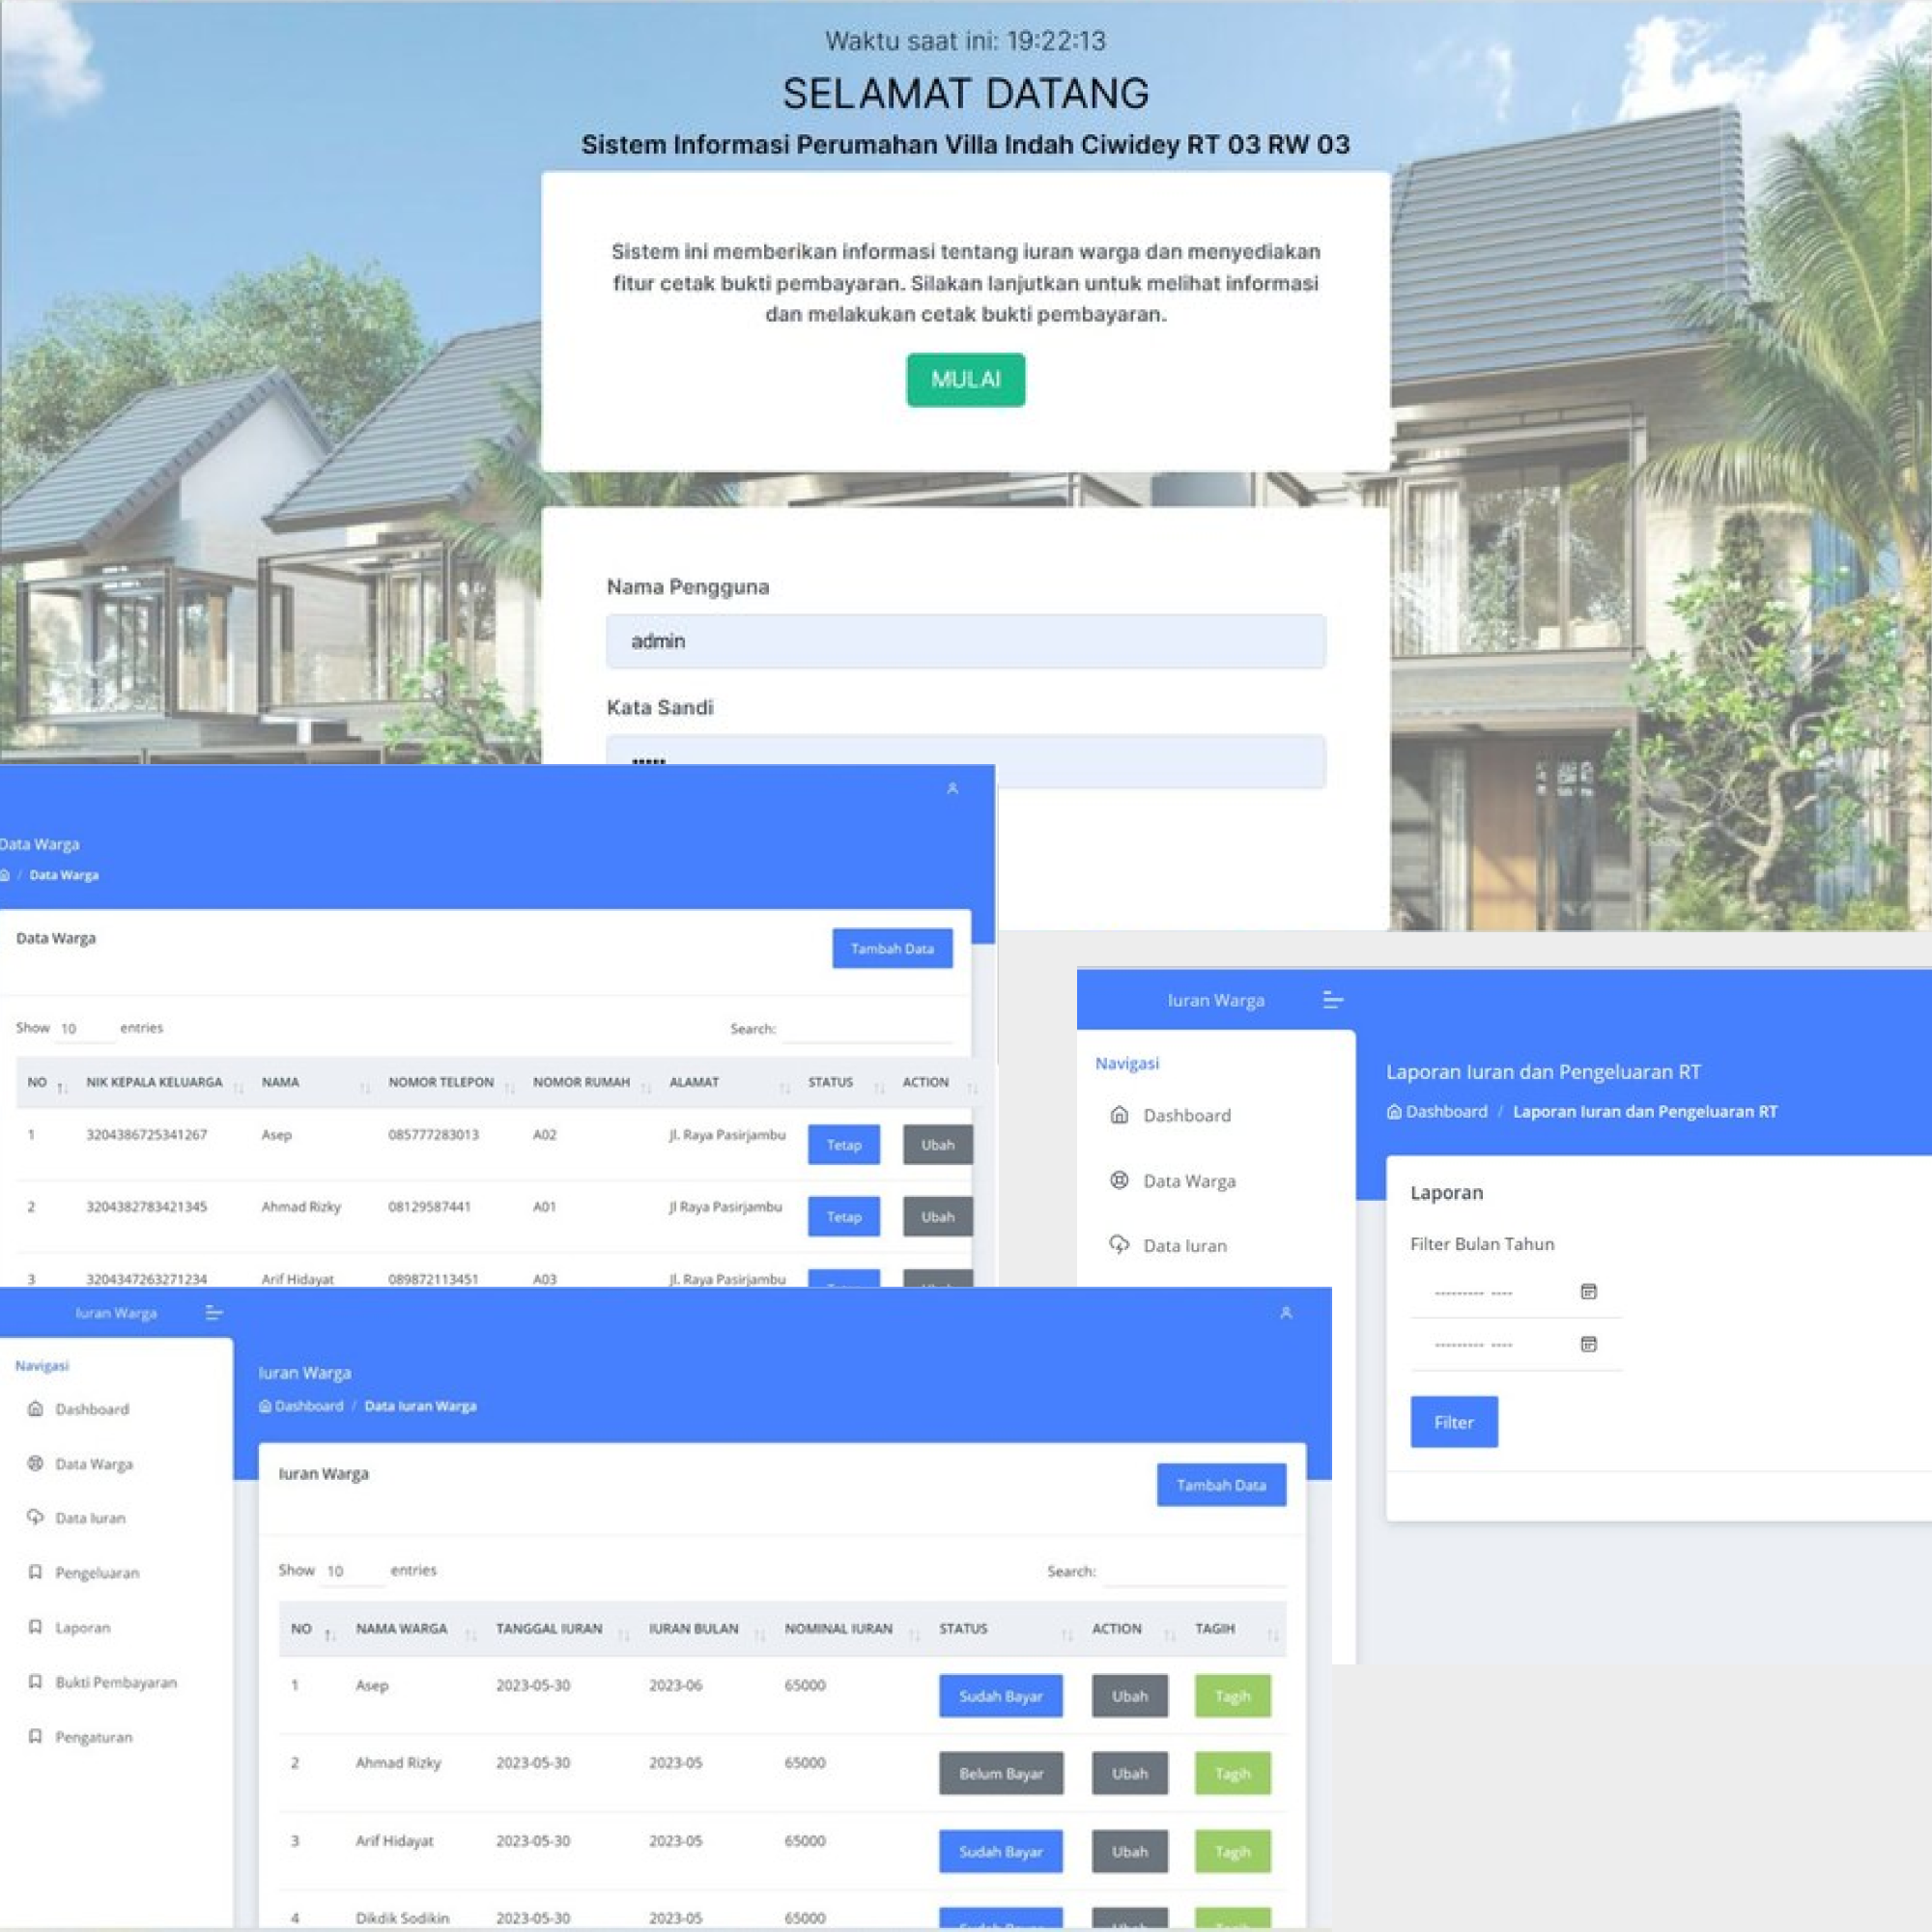 Waktu saat ini: 19:22:13
SELAMAT DATANG
Sistem Informasi Perumahan Villa Indah Ciwidey RT 03 RW 03
Sistem ini memberikan informasi tentang iuran warga dan menyediakan
fitur cetak bukti pembayaran. Silakan lanjutkan untuk melihat informasi
dan melakukan cetak bukti pembayaran.
MULAI
Nama Pengguna
admin
Kata Sandi
Data Warga
/ Data Warga
Data Warga
Tambah Data
Show 10 entries
Search:
NO NIK KEPALA KELUARGA NAMA NOMOR TELEPON NOMOR RUMAH ALAMAT STATUS ACTION
1 3204386725341267 Asep 085777283013 A02 Jl. Raya Pasirjambu Tetap Ubah
2 3204382783421345 Ahmad Rizky 08129587441 A01 Jl Raya Pasirjambu Tetap Ubah
3 3204347263271234 Arif Hidayat 089872113451 A03 Jl. Raya Pasirjambu
Iuran Warga
Navigasi
Dashboard
Data Warga
Data Iuran
Laporan Iuran dan Pengeluaran RT
Dashboard / Laporan Iuran dan Pengeluaran RT
Laporan
Filter Bulan Tahun
--------- ----
--------- ----
Filter
Iuran Warga
Navigasi
Dashboard
Data Warga
Data Iuran
Pengeluaran
Laporan
Bukti Pembayaran
Pengaturan
Iuran Warga
Dashboard / Data Iuran Warga
Iuran Warga
Tambah Data
Show 10 entries
Search:
NO NAMA WARGA TANGGAL IURAN IURAN BULAN NOMINAL IURAN STATUS ACTION TAGIH
1 Asep 2023-05-30 2023-06 65000 Sudah Bayar Ubah Tagih
2 Ahmad Rizky 2023-05-30 2023-05 65000 Belum Bayar Ubah Tagih
3 Arif Hidayat 2023-05-30 2023-05 65000 Sudah Bayar Ubah Tagih
4 Dikdik Sodikin 2023-05-30 2023-05 65000